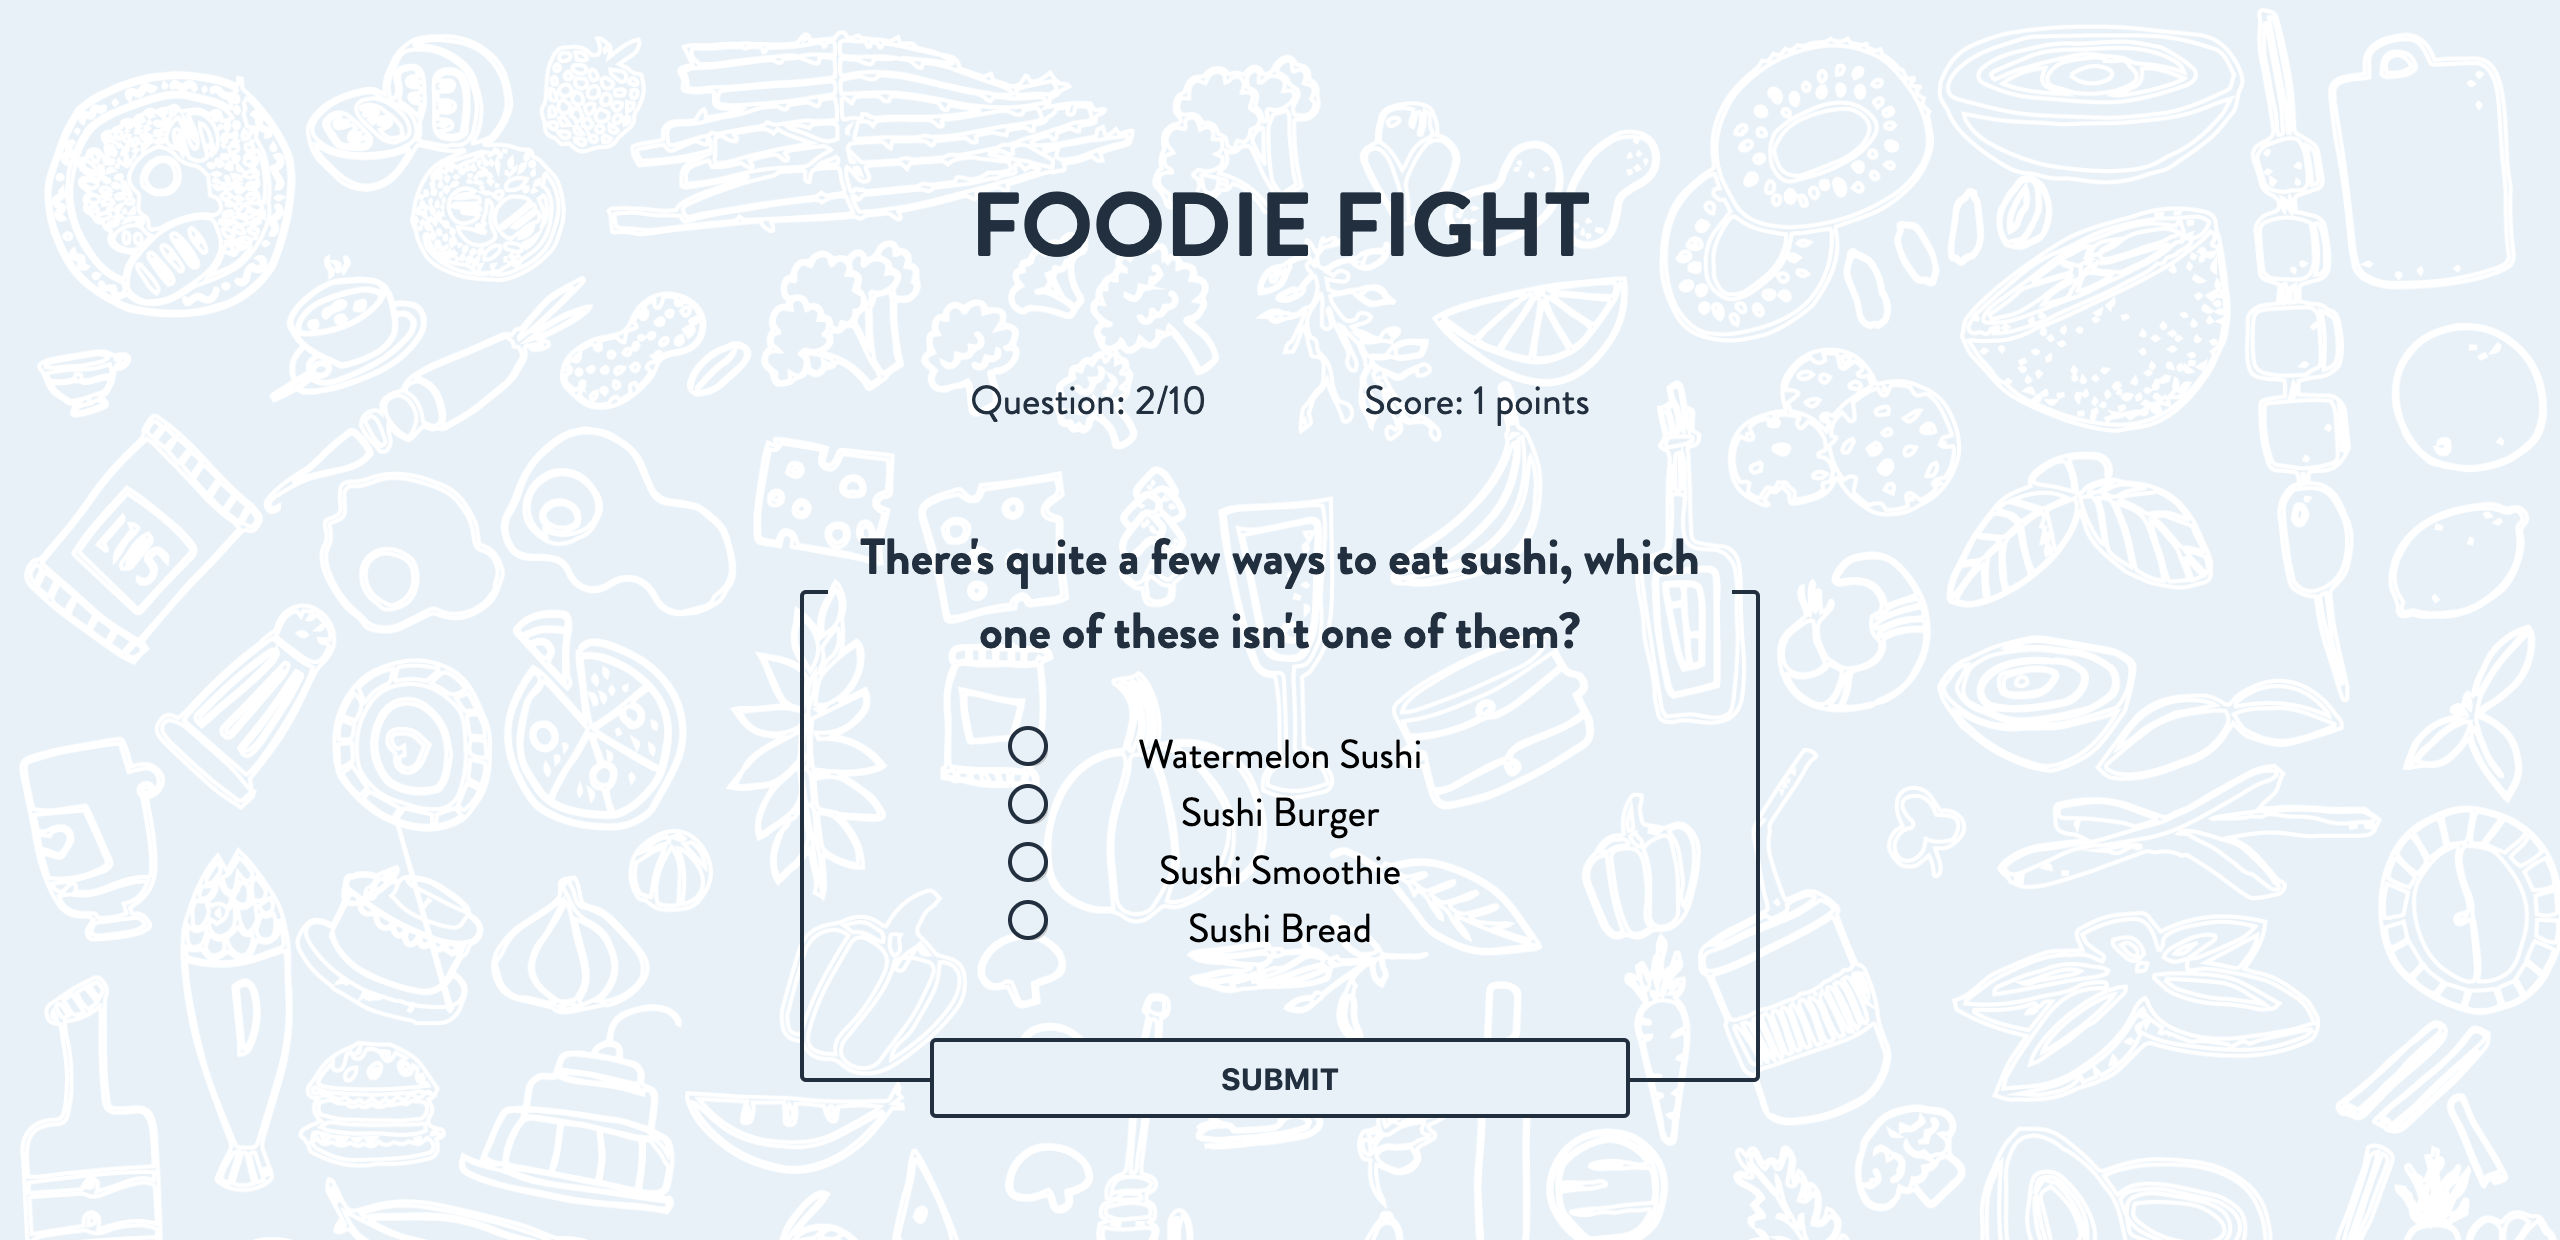 FOODIE FIGHT
Question: 2/10
Score: 1 points
There's quite a few ways to eat sushi, which
one of these isn't one of them?
Watermelon Sushi
Sushi Burger
Sushi Smoothie
Sushi Bread
SUBMIT